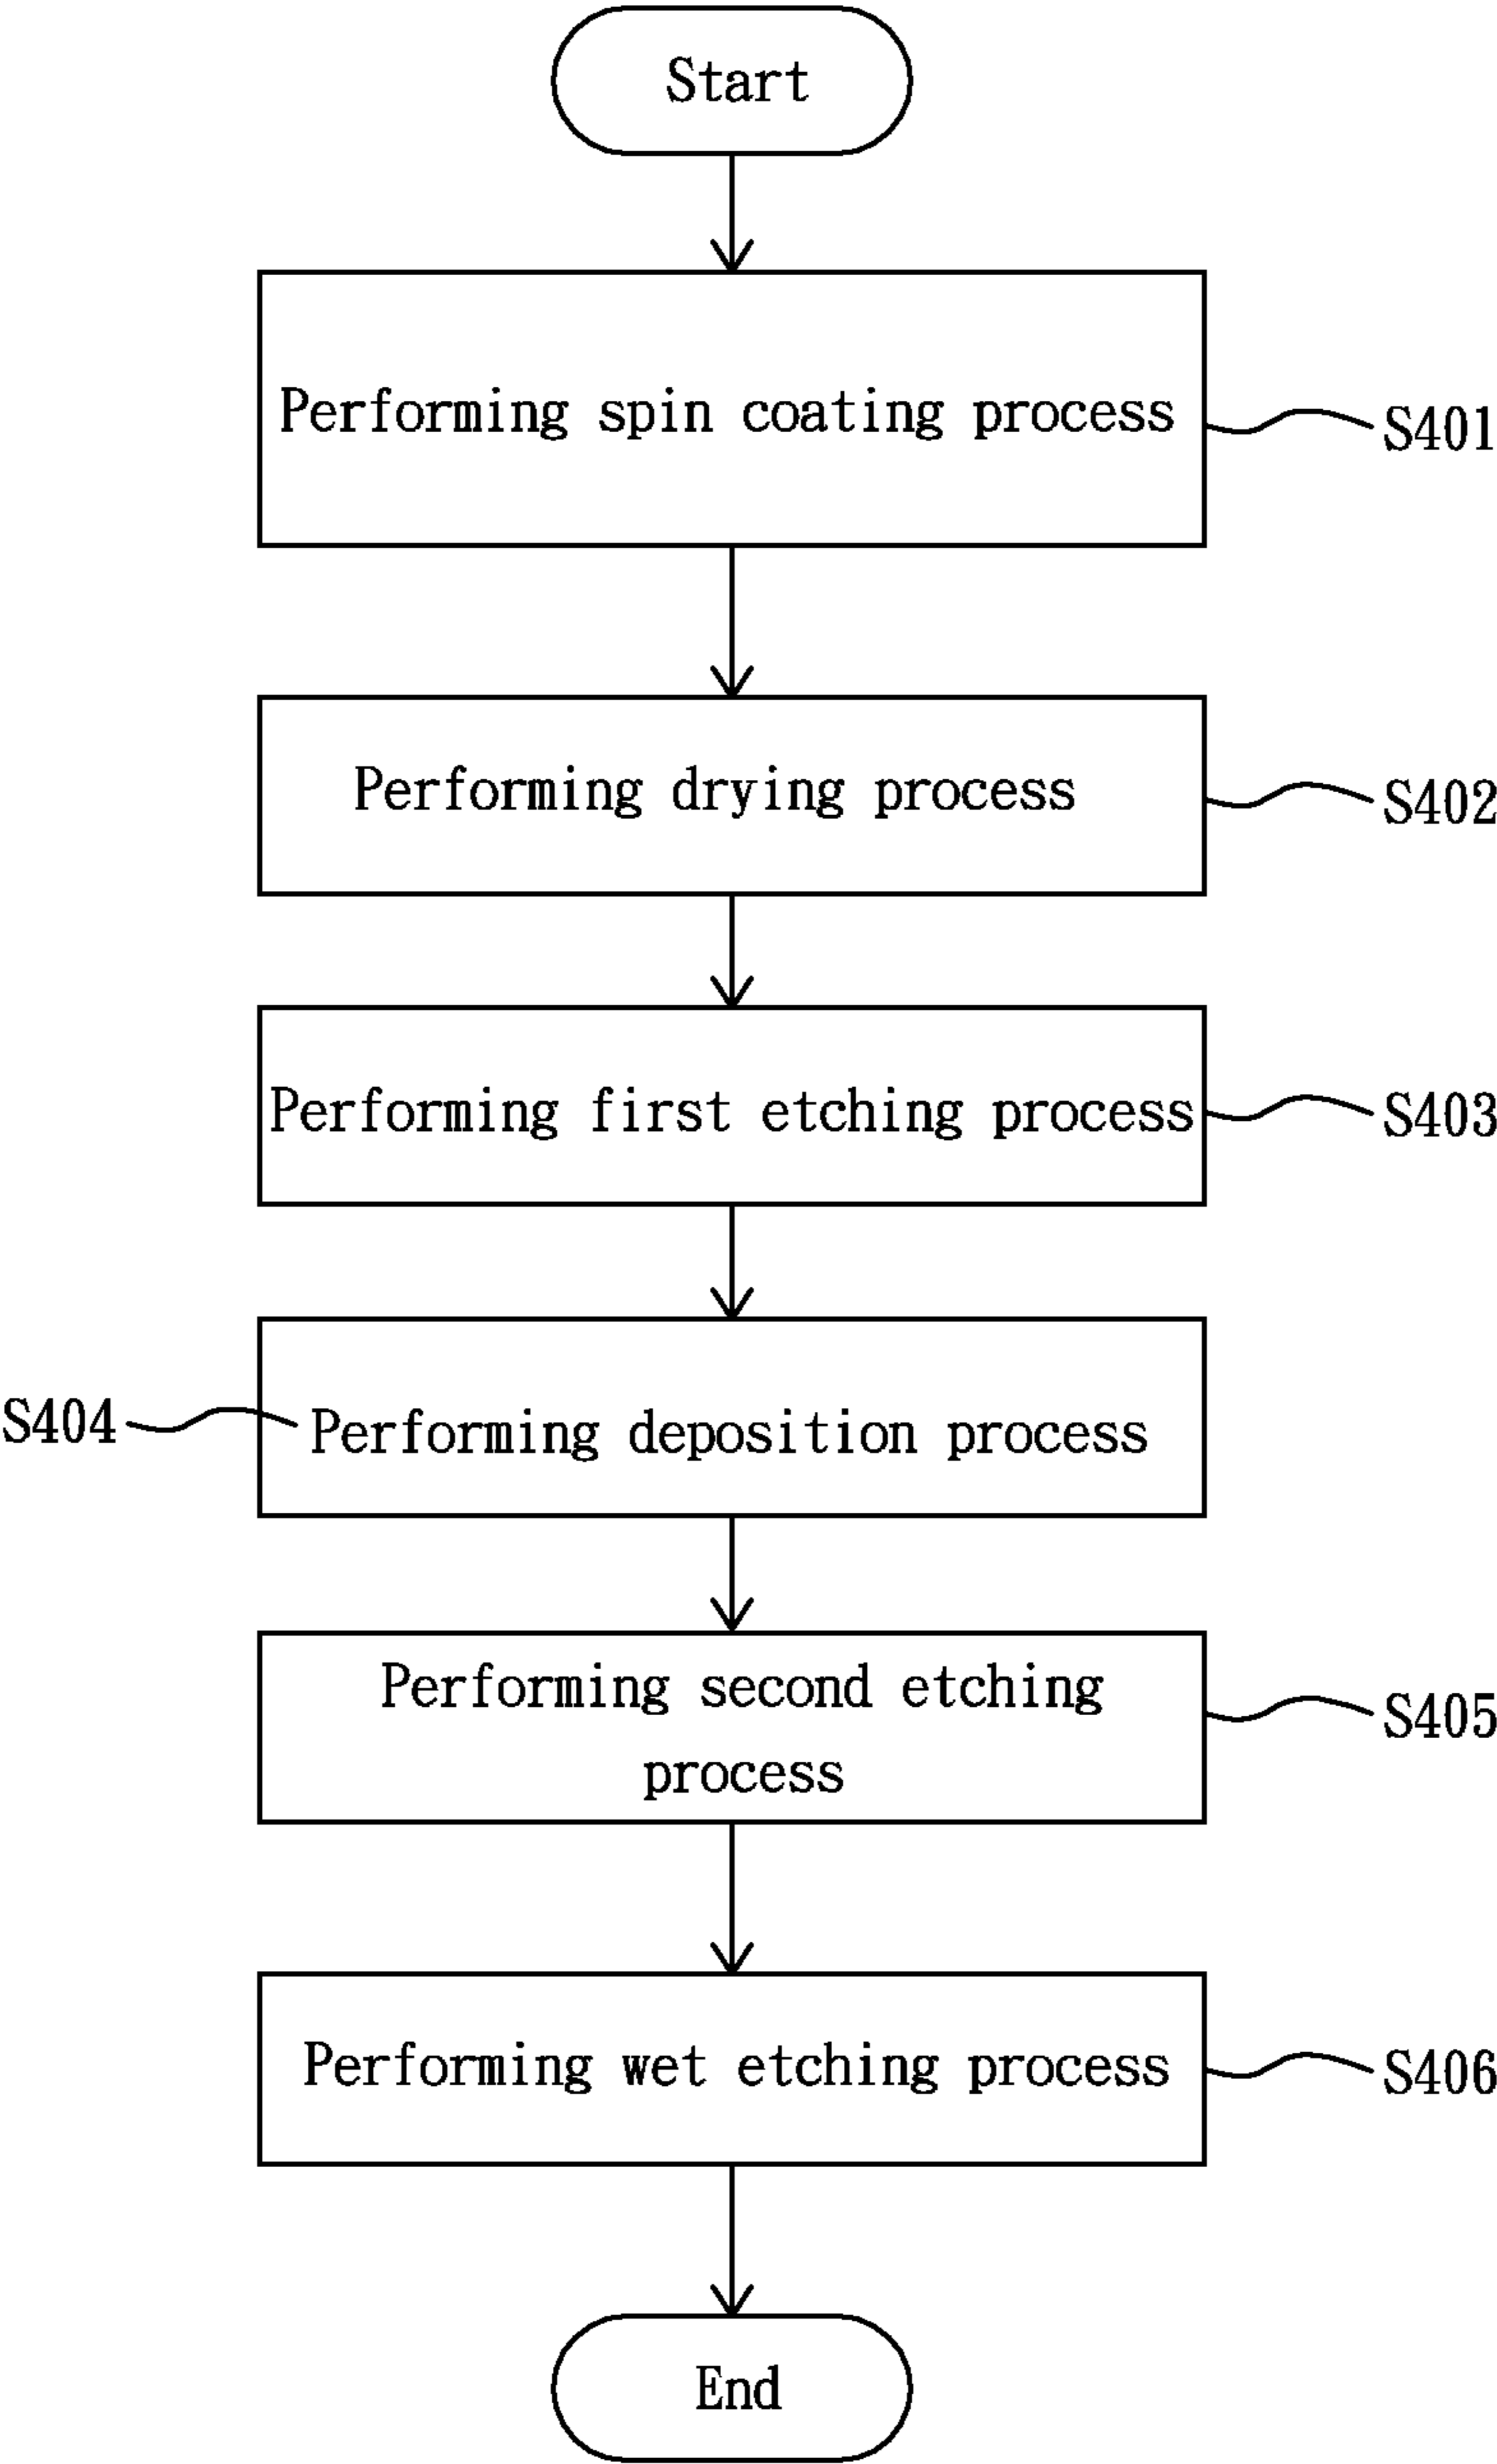 Start
Performing spin coating process
S401
Performing drying process
S402
Performing first etching process
S403
S404
Performing deposition process
Performing second etching
process
S405
Performing wet etching process
S406
End